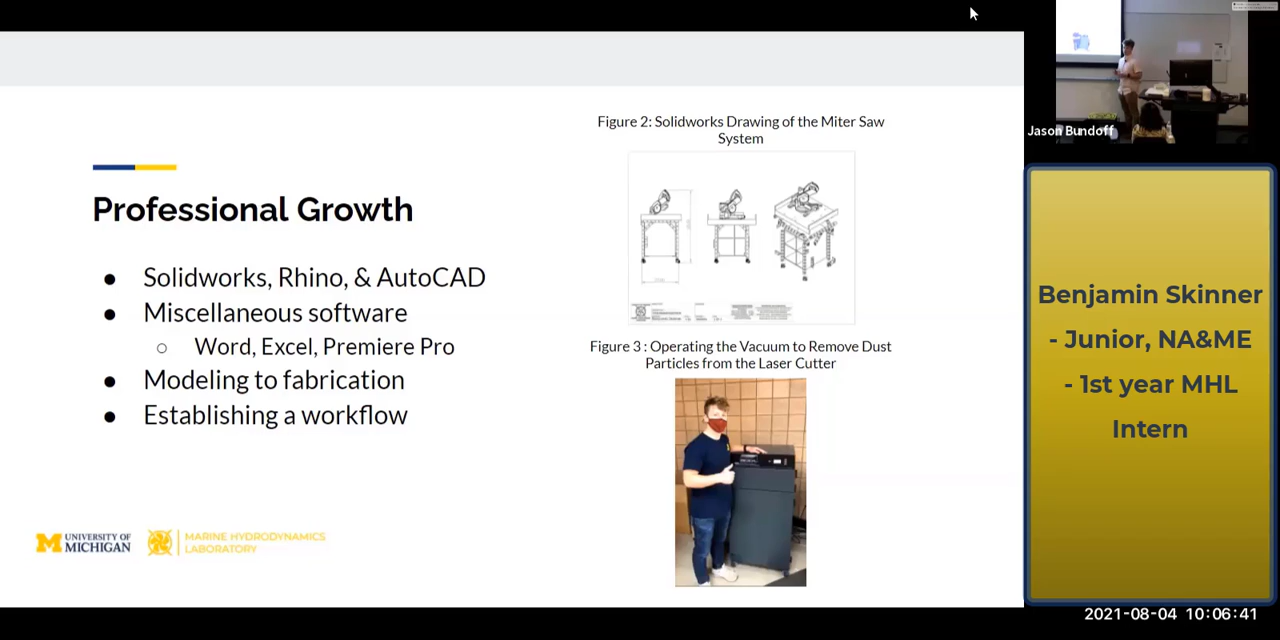 Professional Growth
● Solidworks, Rhino, & AutoCAD
● Miscellaneous software
○ Word, Excel, Premiere Pro
● Modeling to fabrication
● Establishing a workflow
Figure 2: Solidworks Drawing of the Miter Saw
System
Figure 3 : Operating the Vacuum to Remove Dust
Particles from the Laser Cutter
M UNIVERSITY OF
MICHIGAN
MARINE HYDRODYNAMICS
LABORATORY
Jason Bundoff
Benjamin Skinner
- Junior, NA&ME
- 1st year MHL
Intern
2021-08-04 10:06:41